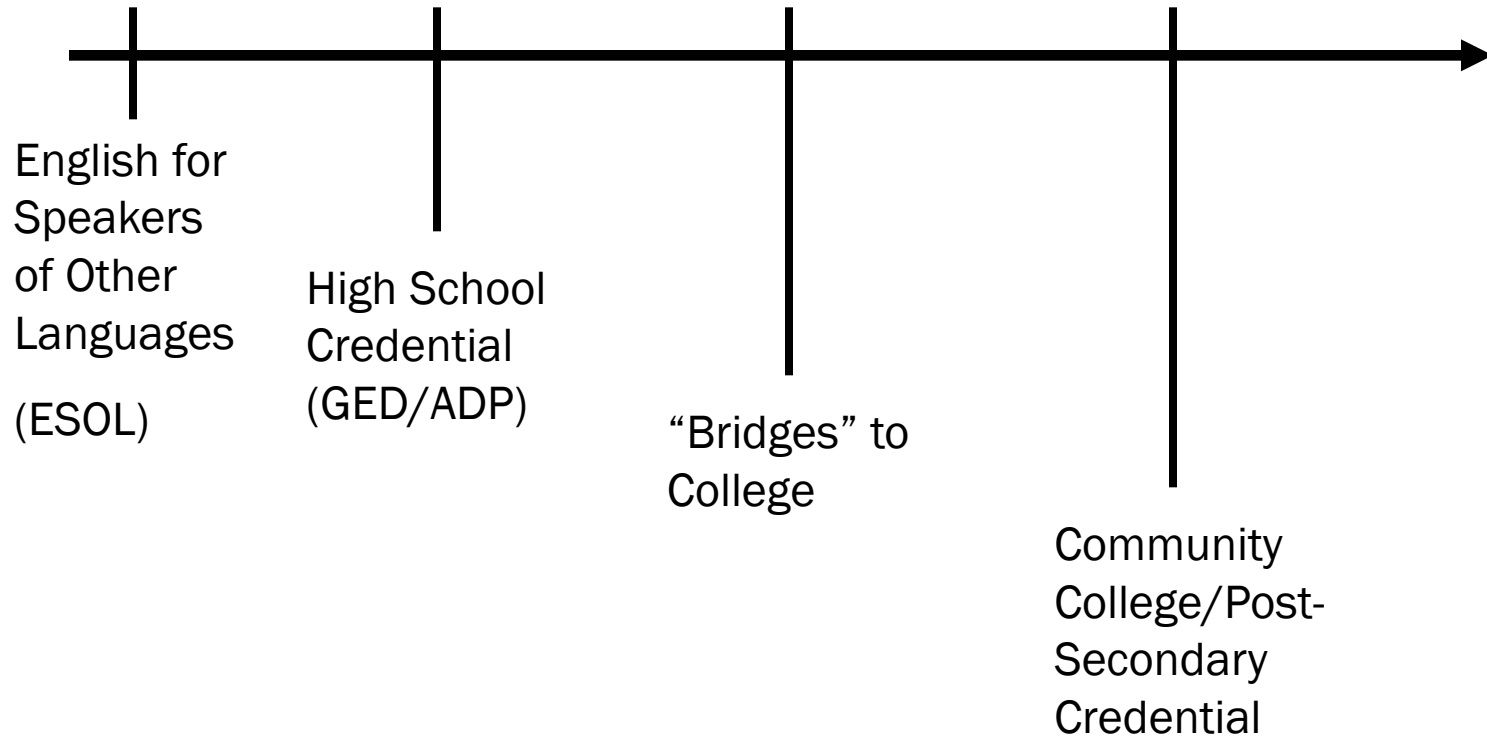 English for
Speakers
of Other
Languages
(ESOL)
High School
Credential
(GED/ADP)
“Bridges” to
College
Community
College/Post-
Secondary
Credential